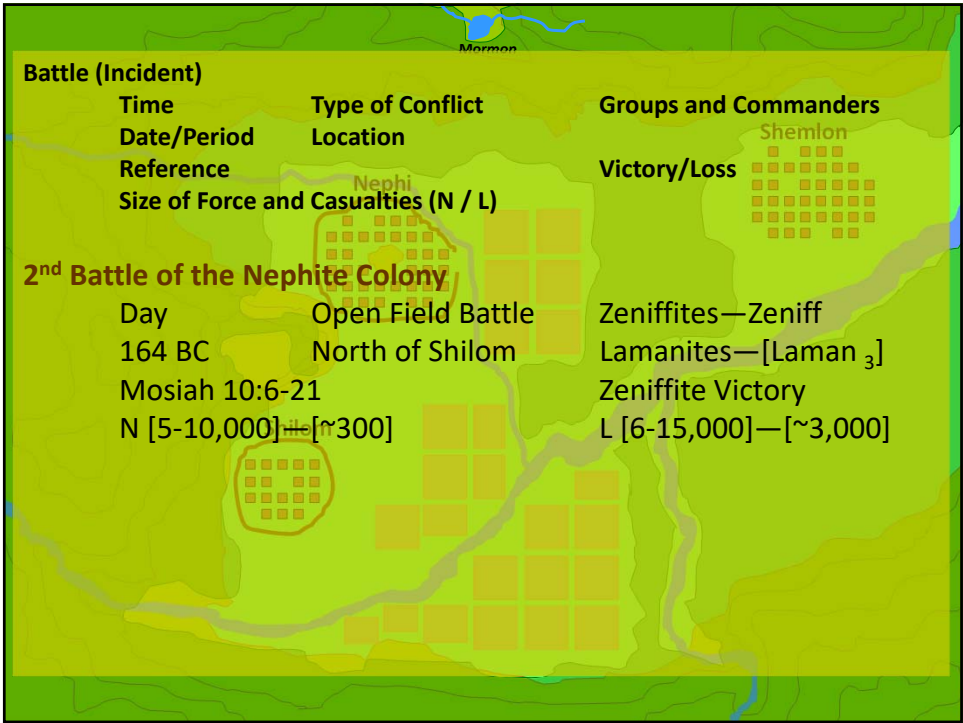 Mormon
Battle (Incident)
Time Type of Conflict Groups and Commanders
Date/Period Location
Shemlon
Reference Victory/Loss
Nephi
Size of Force and Casualties (N / L)
2nd Battle of the Nephite Colony
Day Open Field Battle Zeniffites—Zeniff
164 BC North of Shilom Lamanites—[Laman 3]
Mosiah 10:6-21 Zeniffite Victory
N [5-10,000]—[~300] L [6-15,000]—[~3,000]
Shilom